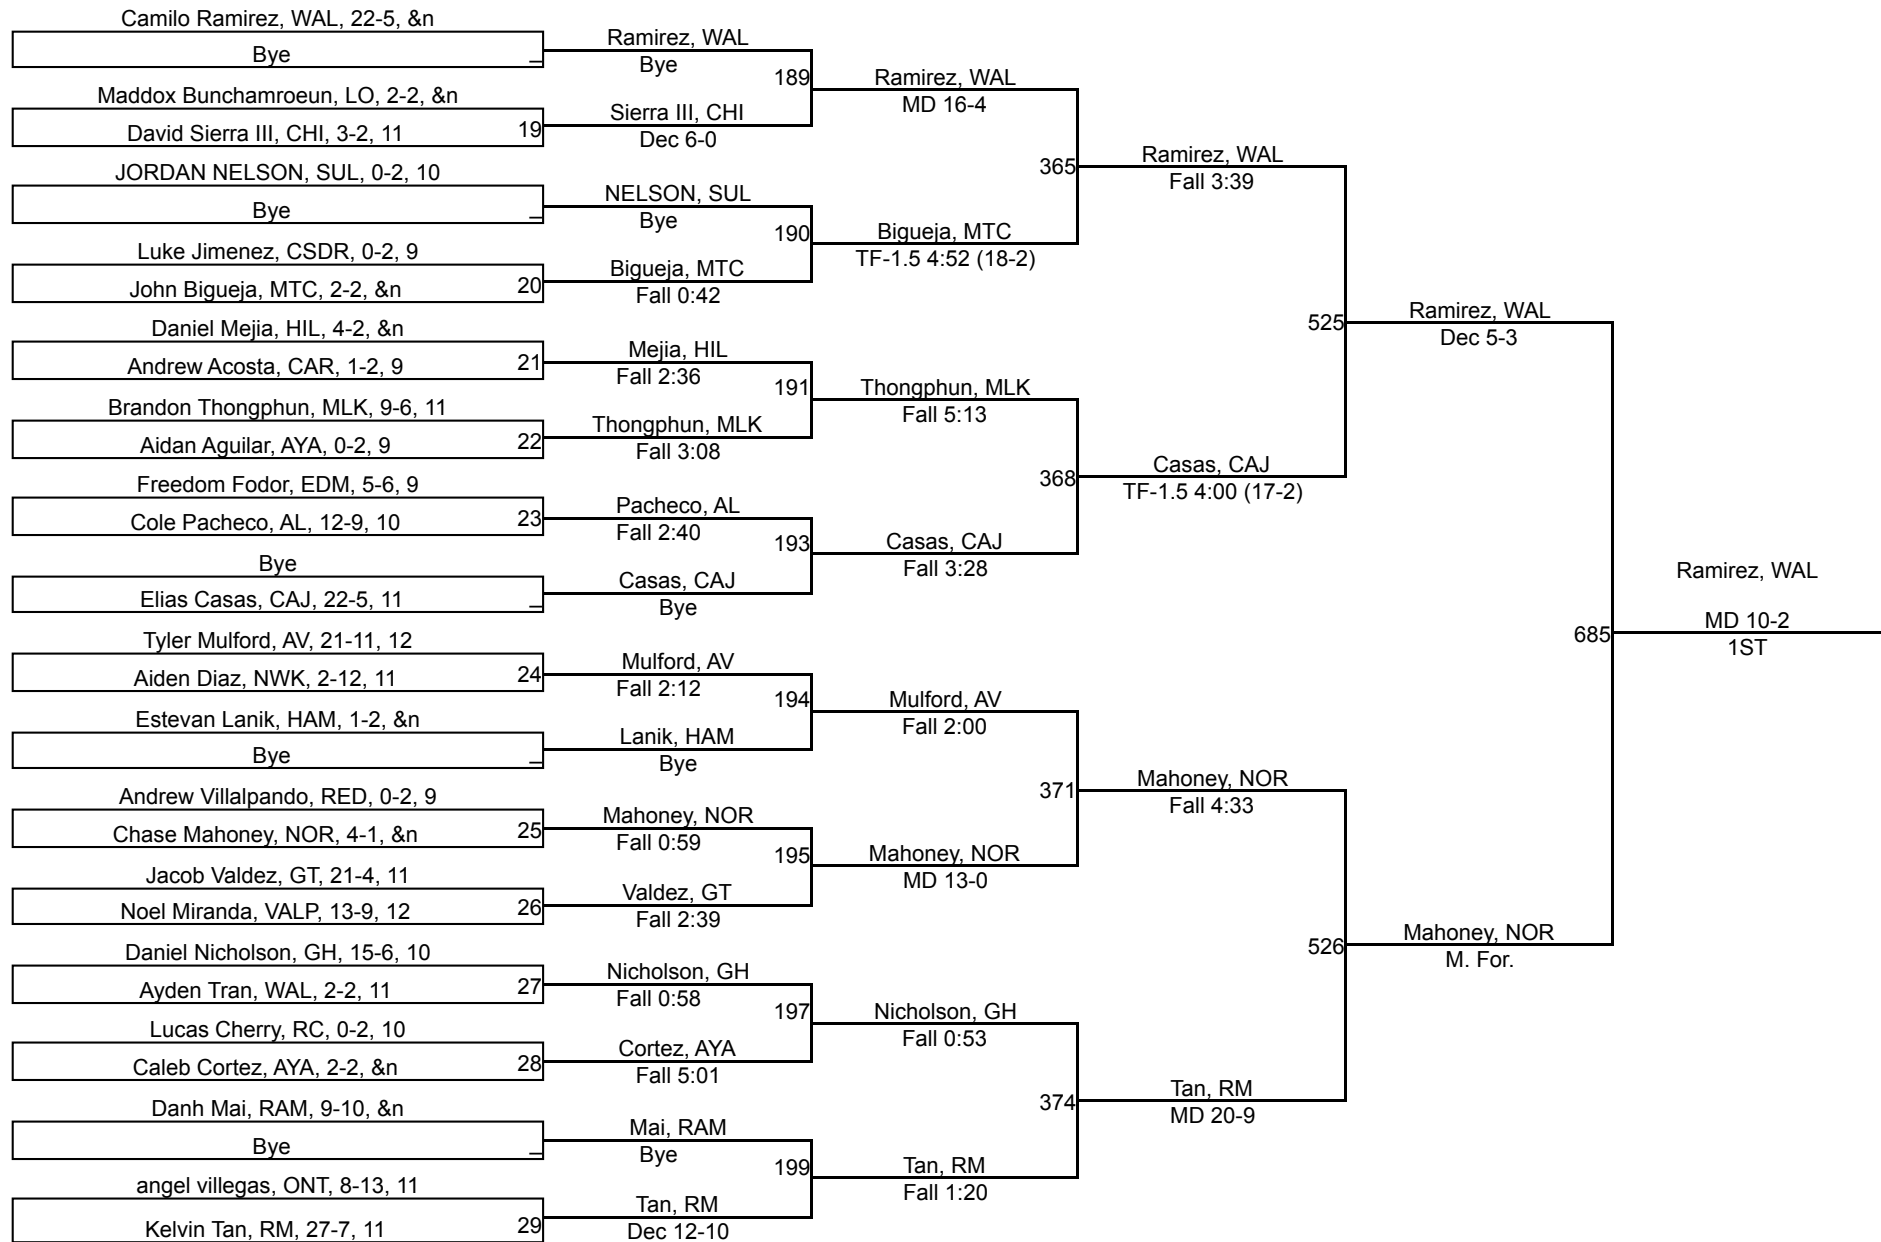 Camilo Ramirez, WAL, 22-5, &n
Bye
_
Maddox Bunchamroeun, LO, 2-2, &n
David Sierra III, CHI, 3-2, 11
19
JORDAN NELSON, SUL, 0-2, 10
Bye
_
Luke Jimenez, CSDR, 0-2, 9
John Bigueja, MTC, 2-2, &n
20
Daniel Mejia, HIL, 4-2, &n
Andrew Acosta, CAR, 1-2, 9
21
Brandon Thongphun, MLK, 9-6, 11
Aidan Aguilar, AYA, 0-2, 9
22
Freedom Fodor, EDM, 5-6, 9
Cole Pacheco, AL, 12-9, 10
23
Bye
Elias Casas, CAJ, 22-5, 11
_
Tyler Mulford, AV, 21-11, 12
Aiden Diaz, NWK, 2-12, 11
24
Estevan Lanik, HAM, 1-2, &n
Bye
_
Andrew Villalpando, RED, 0-2, 9
Chase Mahoney, NOR, 4-1, &n
25
Jacob Valdez, GT, 21-4, 11
Noel Miranda, VALP, 13-9, 12
26
Daniel Nicholson, GH, 15-6, 10
Ayden Tran, WAL, 2-2, 11
27
Lucas Cherry, RC, 0-2, 10
Caleb Cortez, AYA, 2-2, &n
28
Danh Mai, RAM, 9-10, &n
Bye
_
angel villegas, ONT, 8-13, 11
Kelvin Tan, RM, 27-7, 11
29
Ramirez, WAL
Bye
189
Sierra III, CHI
Dec 6-0
NELSON, SUL
Bye
190
Bigueja, MTC
Fall 0:42
Mejia, HIL
Fall 2:36
191
Thongphun, MLK
Fall 3:08
Pacheco, AL
Fall 2:40
193
Casas, CAJ
Bye
Mulford, AV
Fall 2:12
194
Lanik, HAM
Bye
Mahoney, NOR
Fall 0:59
195
Valdez, GT
Fall 2:39
Nicholson, GH
Fall 0:58
197
Cortez, AYA
Fall 5:01
Mai, RAM
Bye
199
Tan, RM
Dec 12-10
Ramirez, WAL
MD 16-4
365
Bigueja, MTC
TF-1.5 4:52 (18-2)
Thongphun, MLK
Fall 5:13
368
Casas, CAJ
Fall 3:28
Mulford, AV
Fall 2:00
371
Mahoney, NOR
MD 13-0
Nicholson, GH
Fall 0:53
374
Tan, RM
Fall 1:20
Ramirez, WAL
Fall 3:39
525
Casas, CAJ
TF-1.5 4:00 (17-2)
Mahoney, NOR
Fall 4:33
526
Tan, RM
MD 20-9
Ramirez, WAL
Dec 5-3
685
Mahoney, NOR
M. For.
Ramirez, WAL
MD 10-2
1ST